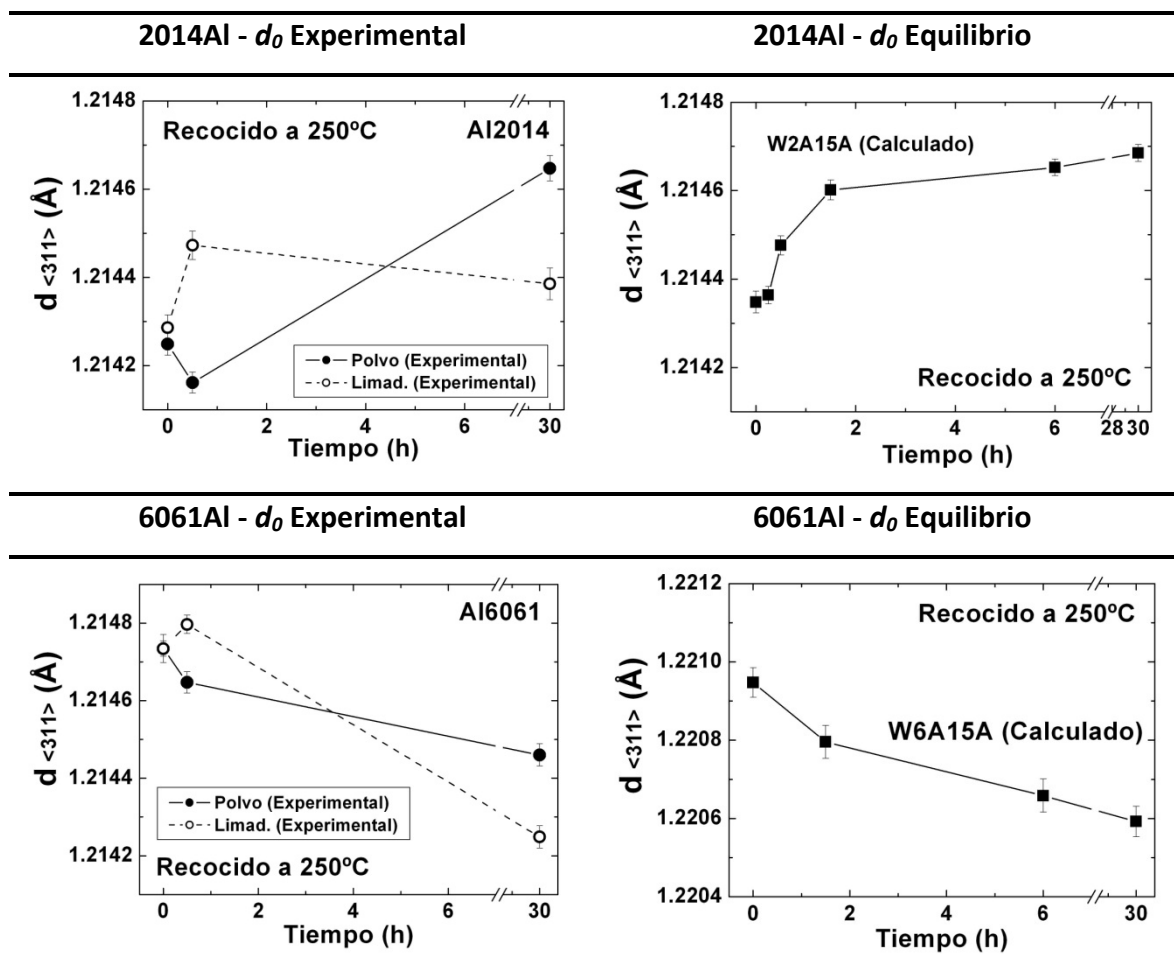 2014Al - d₀ Experimental
2014Al - d₀ Equilibrio
d <311> (Å)
1.2148
1.2146
1.2144
1.2142
Recocido a 250ºC
Al2014
Polvo (Experimental)
Limad. (Experimental)
0 2 4 6 30
Tiempo (h)
d <311> (Å)
1.2148
1.2146
1.2144
1.2142
W2A15A (Calculado)
Recocido a 250ºC
0 2 4 6 28 30
Tiempo (h)
6061Al - d₀ Experimental
6061Al - d₀ Equilibrio
d <311> (Å)
1.2148
1.2146
1.2144
1.2142
Al6061
Polvo (Experimental)
Limad. (Experimental)
Recocido a 250ºC
0 2 4 6 30
Tiempo (h)
d <311> (Å)
1.2212
1.2210
1.2208
1.2206
1.2204
Recocido a 250ºC
W6A15A (Calculado)
0 2 4 6 30
Tiempo (h)